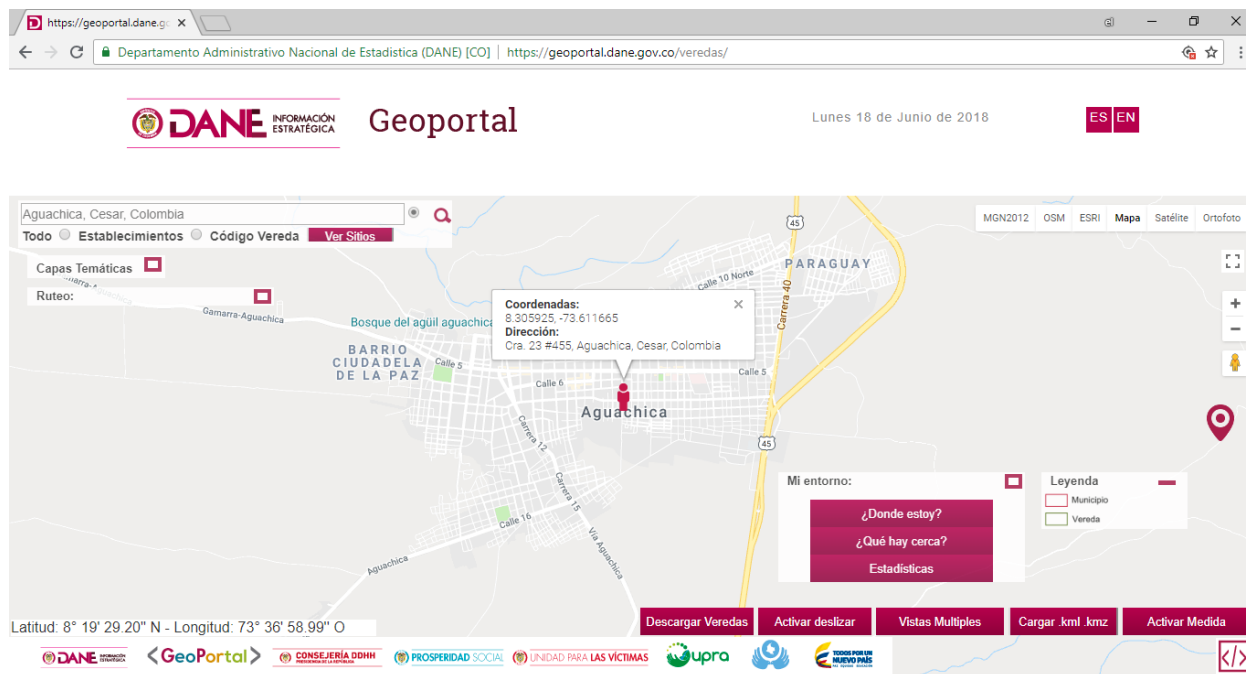 https://geoportal.dane.gc
Departamento Administrativo Nacional de Estadistica (DANE) [CO] | https://geoportal.dane.gov.co/veredas/
DANE INFORMACIÓN ESTRATÉGICA
Geoportal
Lunes 18 de Junio de 2018
ES EN
Aguachica, Cesar, Colombia
Todo Establecimientos Código Vereda Ver Sitios
MGN2012 OSM ESRI Mapa Satélite Ortofoto
Capas Temáticas
Ruteo:
45
PARAGUAY
Calle 10 Norte
Carrera 40
Gamarra-Aguachica
Bosque del agüil aguachica
Coordenadas:
8.305925, -73.611665
Dirección:
Cra. 23 #455, Aguachica, Cesar, Colombia
BARRIO
CIUDADELA
DE LA PAZ
Calle 5
Calle 6
Calle 5
Aguachica
Carrera 12
45
Carrera 15
Calle 16
Vía Aguachica
Aguachica
Mi entorno:
¿Donde estoy?
¿Qué hay cerca?
Estadísticas
Leyenda
Municipio
Vereda
Latitud: 8° 19' 29.20'' N - Longitud: 73° 36' 58.99'' O
Descargar Veredas
Activar deslizar
Vistas Multiples
Cargar .kml .kmz
Activar Medida
DANE
<GeoPortal>
CONSEJERÍA DDHH
PROSPERIDAD SOCIAL
UNIDAD PARA LAS VÍCTIMAS
upra
TODOS POR UN
NUEVO PAÍS
</>